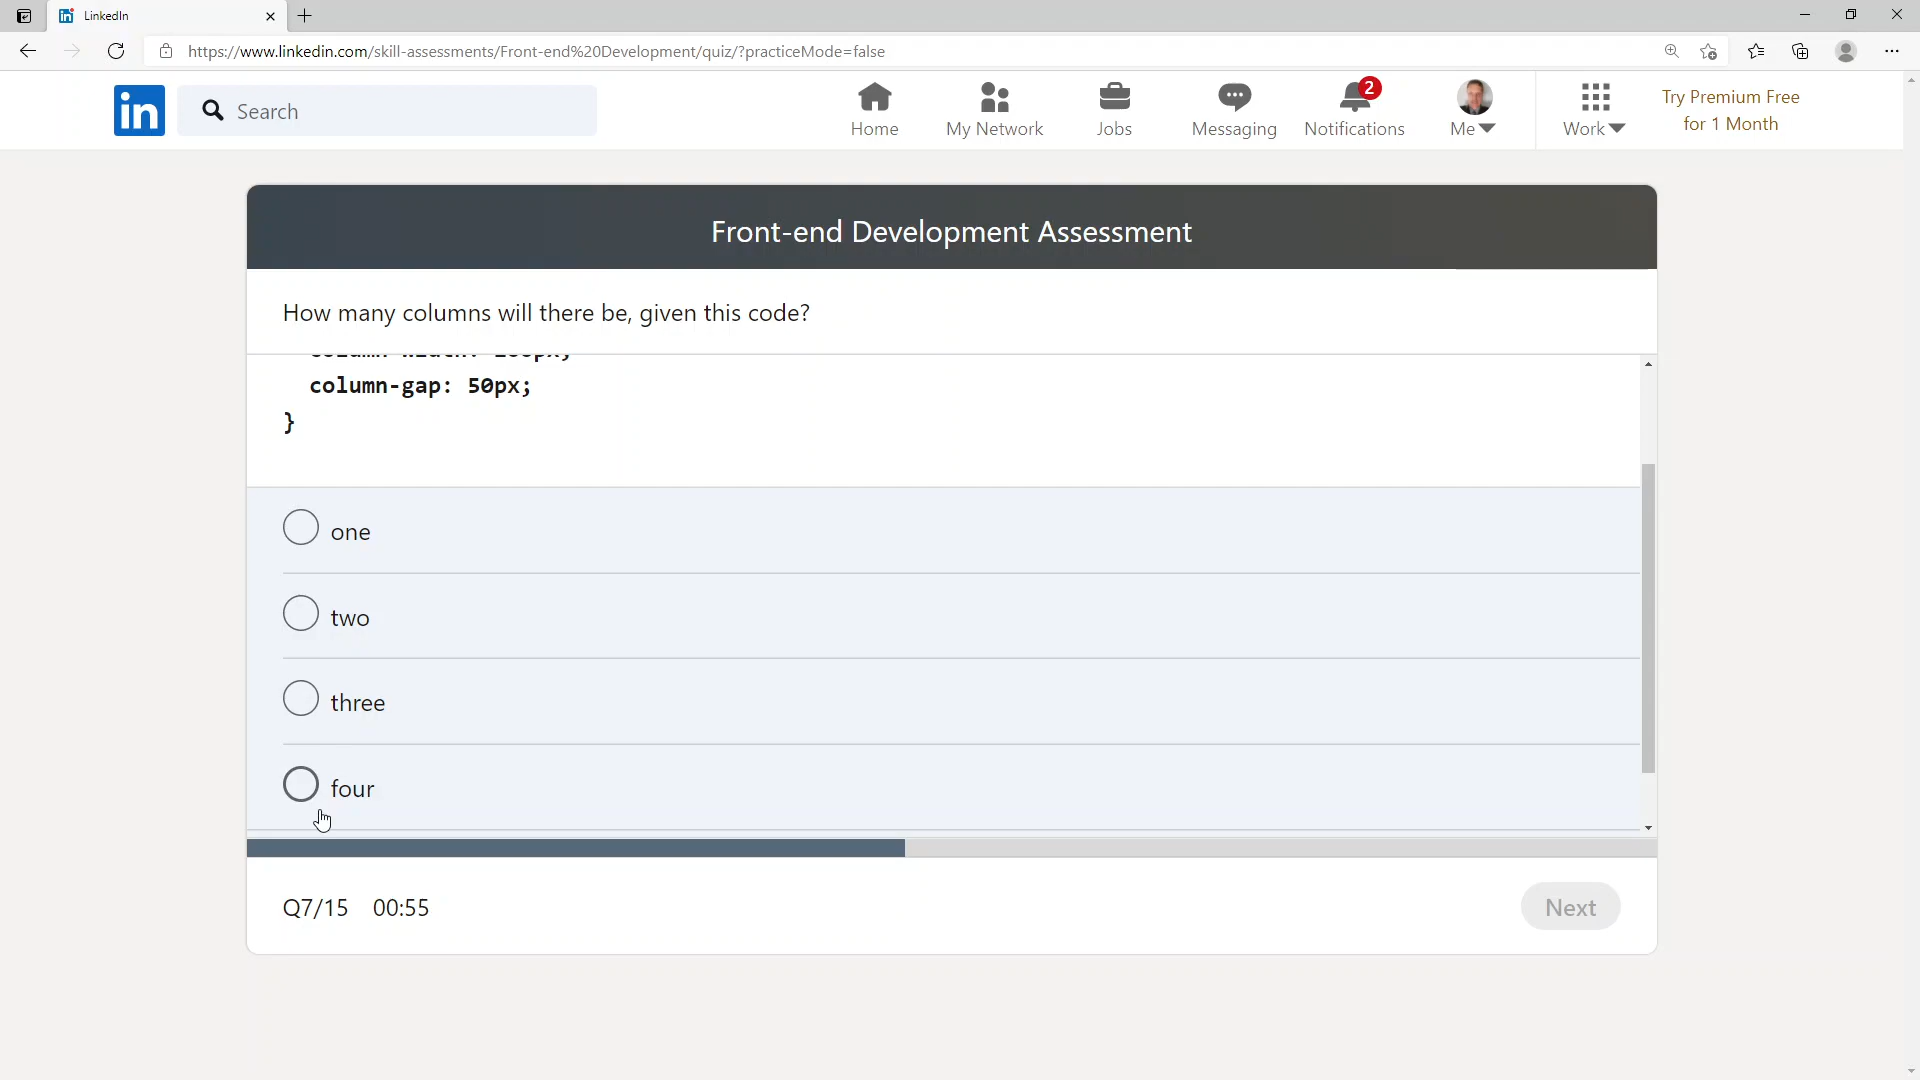 LinkedIn
https://www.linkedin.com/skill-assessments/Front-end%20Development/quiz/?practiceMode=false
in
Search
Home
My Network
Jobs
Messaging
2
Notifications
Me
Work
Try Premium Free
for 1 Month
Front-end Development Assessment
How many columns will there be, given this code?
column-gap: 50px;
}
one
two
three
four
Q7/15 00:55
Next